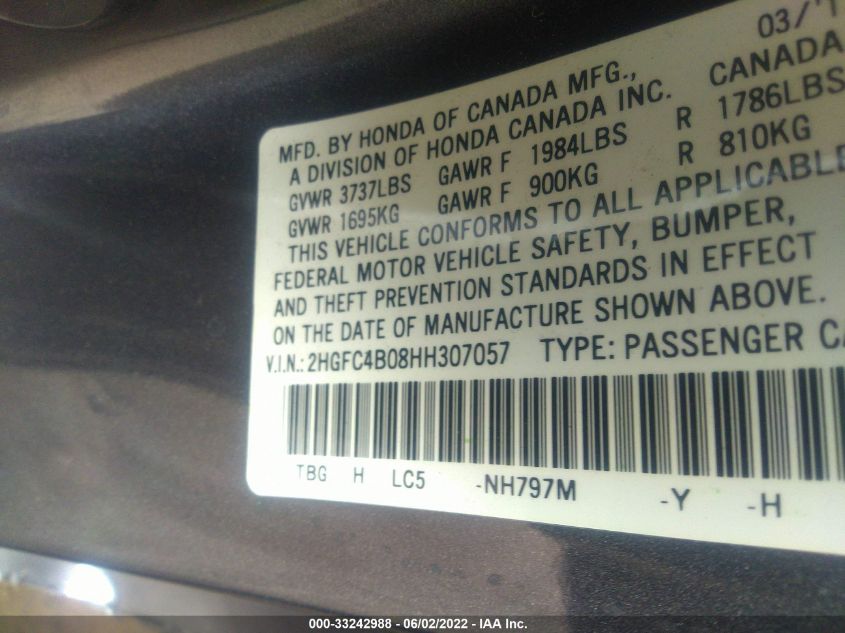 03/'1
MFD. BY HONDA OF CANADA MFG.,
A DIVISION OF HONDA CANADA INC. CANADA
GVWR 3737LBS GAWR F 1984LBS R 1786LBS
GVWR 1695KG GAWR F 900KG R 810KG
THIS VEHICLE CONFORMS TO ALL APPLICABLE
FEDERAL MOTOR VEHICLE SAFETY, BUMPER,
AND THEFT PREVENTION STANDARDS IN EFFECT
ON THE DATE OF MANUFACTURE SHOWN ABOVE.
V.I.N.: 2HGFC4B08HH307057 TYPE: PASSENGER CA
TBG H LC5 -NH797M -Y -H
000-33242988 - 06/02/2022 - IAA Inc.